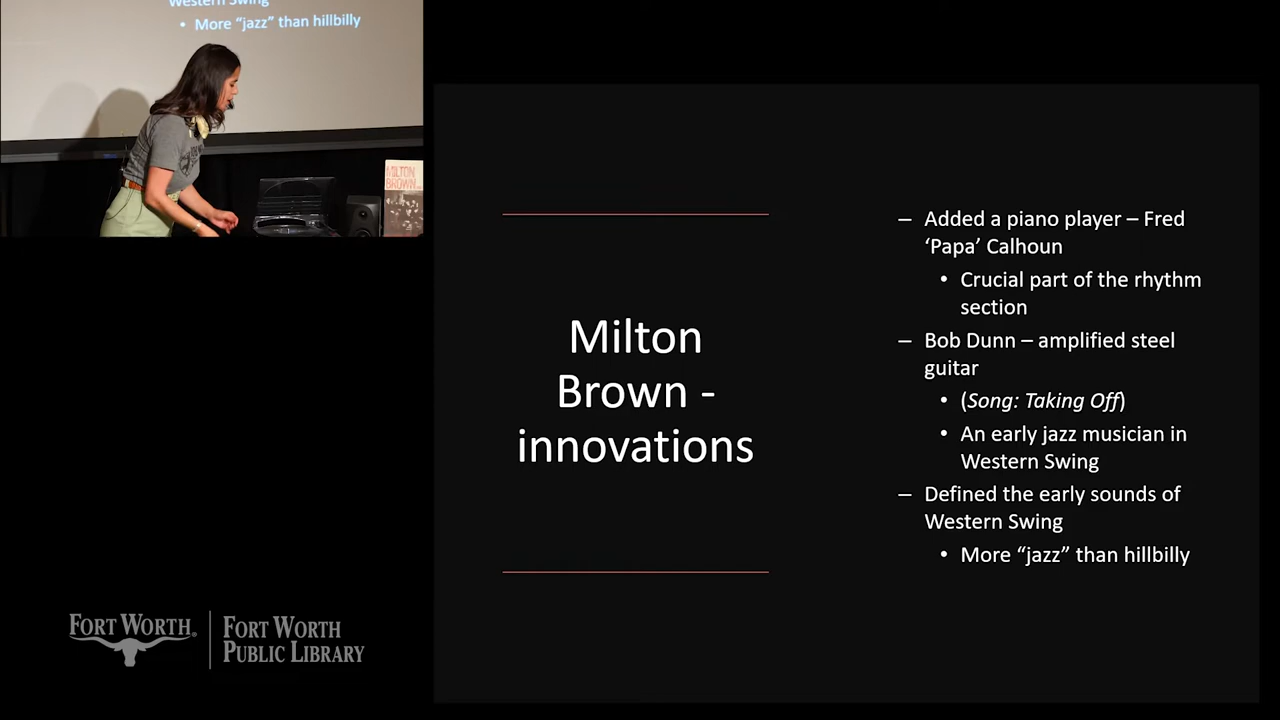 Western Swing
• More “jazz” than hillbilly
MILTON
BROWN
Milton
Brown -
innovations
– Added a piano player – Fred
‘Papa’ Calhoun
• Crucial part of the rhythm
section
– Bob Dunn – amplified steel
guitar
• (Song: Taking Off)
• An early jazz musician in
Western Swing
– Defined the early sounds of
Western Swing
• More “jazz” than hillbilly
FORT WORTH®
FORT WORTH
PUBLIC LIBRARY